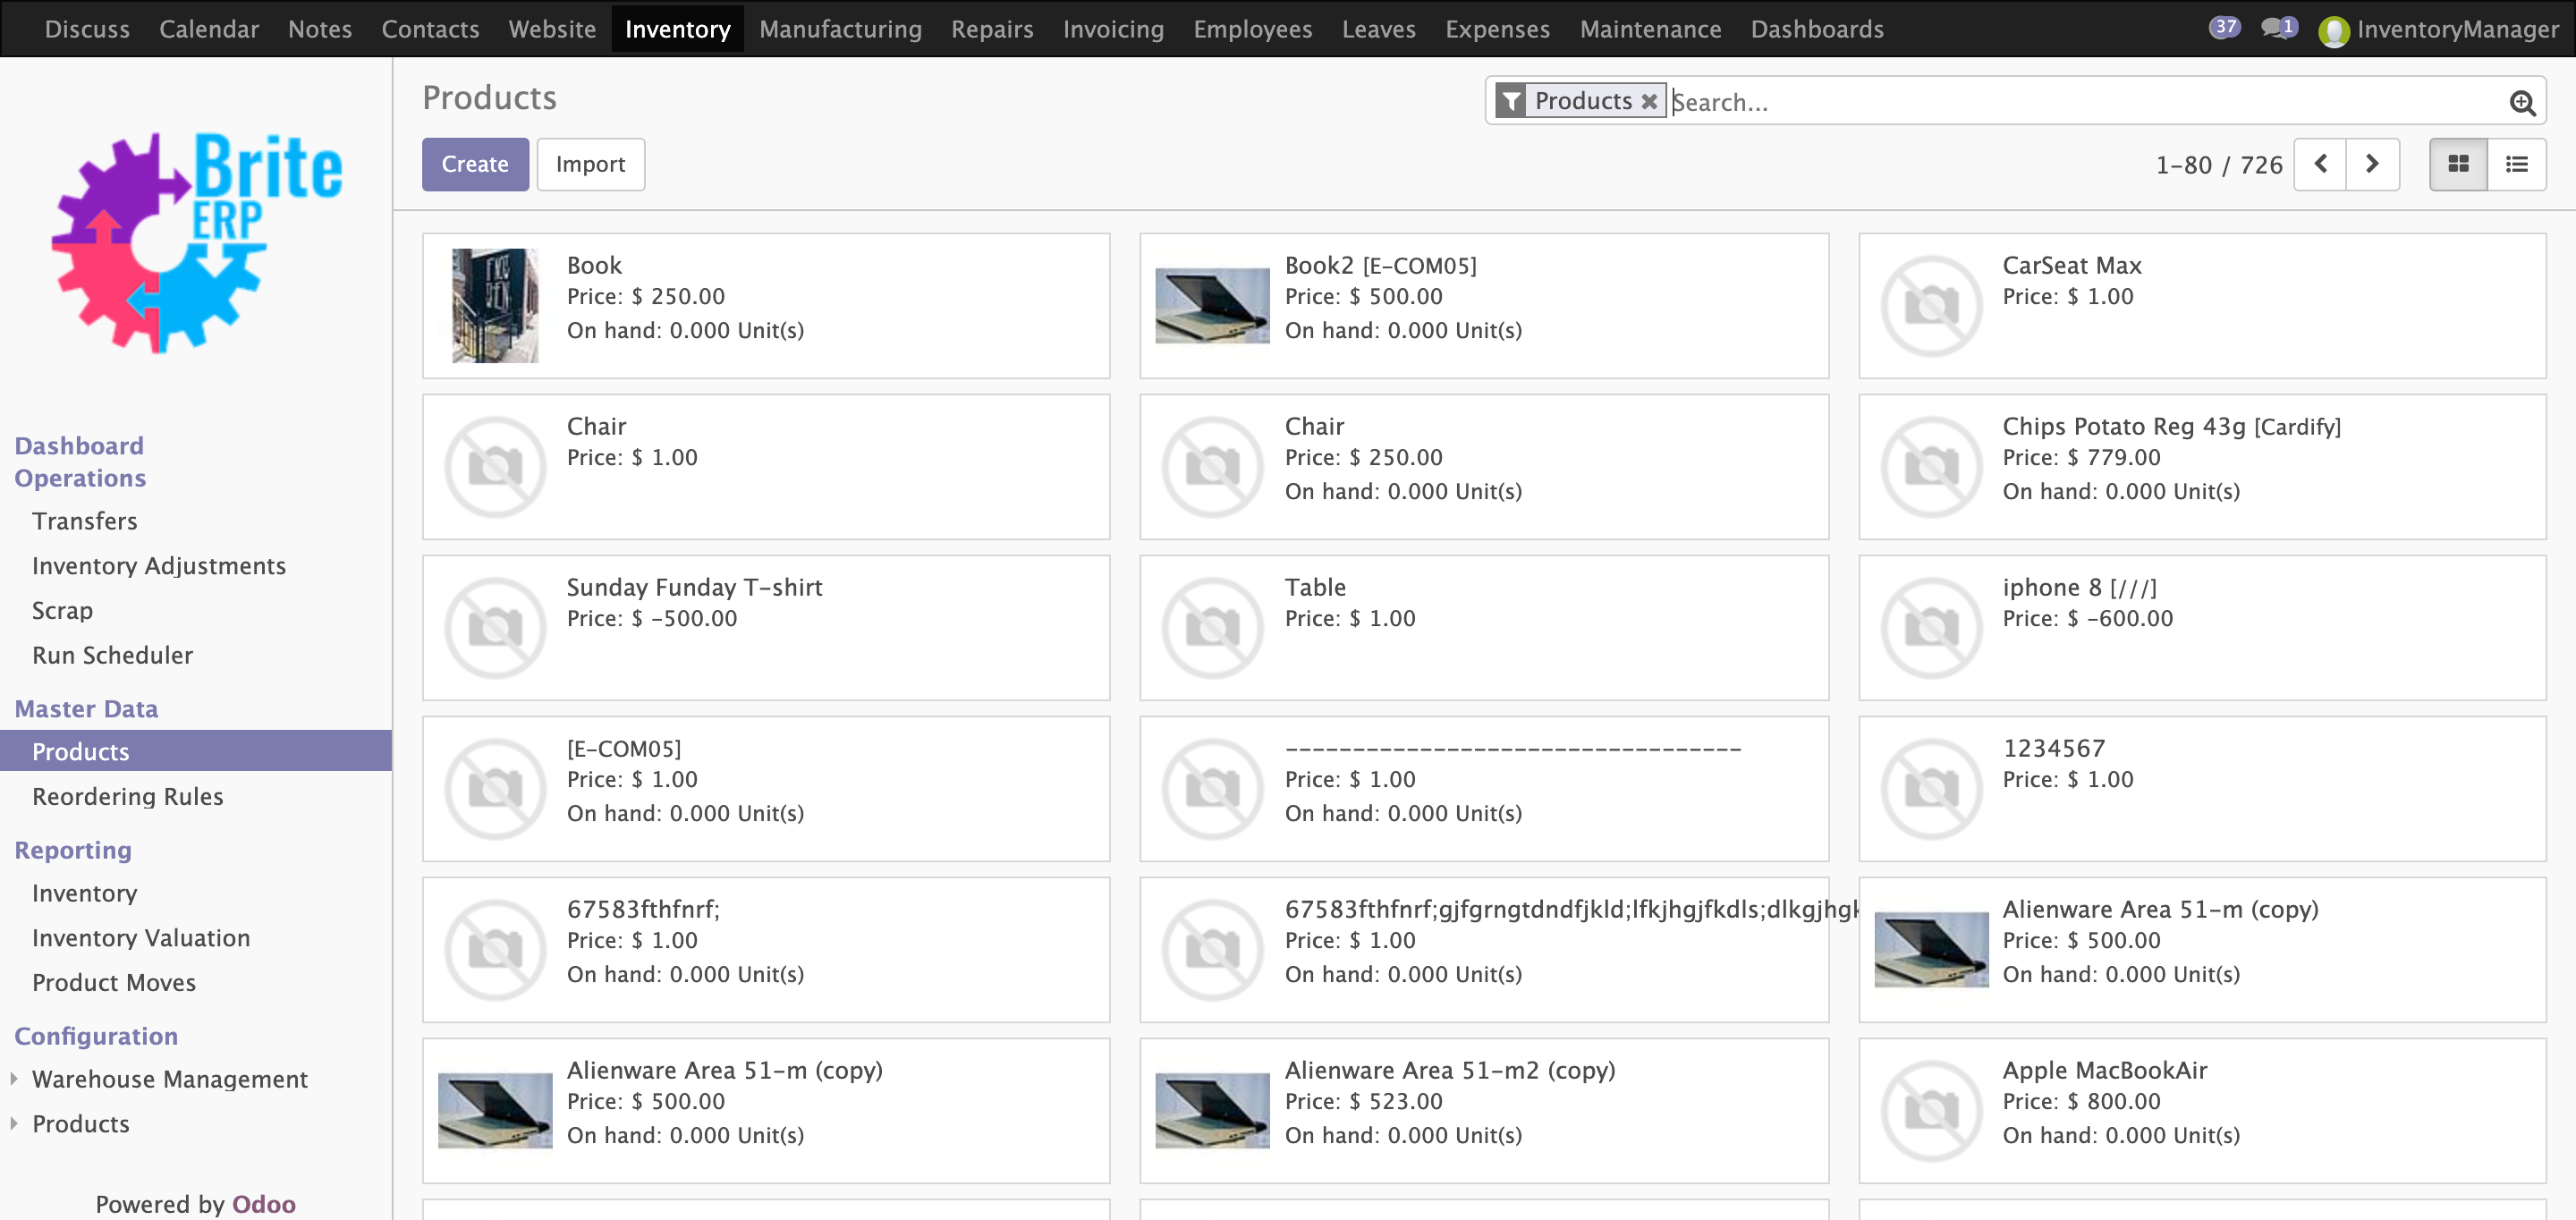 Discuss Calendar Notes Contacts Website Inventory Manufacturing Repairs Invoicing Employees Leaves Expenses Maintenance Dashboards 37 1 InventoryManager
Brite
ERP
Dashboard
Operations
Transfers
Inventory Adjustments
Scrap
Run Scheduler
Master Data
Products
Reordering Rules
Reporting
Inventory
Inventory Valuation
Product Moves
Configuration
Warehouse Management
Products
Powered by Odoo
Products
Products Search...
Create Import
1-80 / 726
Book
Price: $ 250.00
On hand: 0.000 Unit(s)
Book2 [E-COM05]
Price: $ 500.00
On hand: 0.000 Unit(s)
CarSeat Max
Price: $ 1.00
Chair
Price: $ 1.00
Chair
Price: $ 250.00
On hand: 0.000 Unit(s)
Chips Potato Reg 43g [Cardify]
Price: $ 779.00
On hand: 0.000 Unit(s)
Sunday Funday T-shirt
Price: $ -500.00
Table
Price: $ 1.00
iphone 8 [///]
Price: $ -600.00
[E-COM05]
Price: $ 1.00
On hand: 0.000 Unit(s)
----------------------------------
Price: $ 1.00
On hand: 0.000 Unit(s)
1234567
Price: $ 1.00
67583fthfnrf;
Price: $ 1.00
On hand: 0.000 Unit(s)
67583fthfnrf;gjfgrngtdndfjkld;lfkjhgjfkdls;dlkgjhgk
Price: $ 1.00
On hand: 0.000 Unit(s)
Alienware Area 51-m (copy)
Price: $ 500.00
On hand: 0.000 Unit(s)
Alienware Area 51-m (copy)
Price: $ 500.00
On hand: 0.000 Unit(s)
Alienware Area 51-m2 (copy)
Price: $ 523.00
On hand: 0.000 Unit(s)
Apple MacBookAir
Price: $ 800.00
On hand: 0.000 Unit(s)